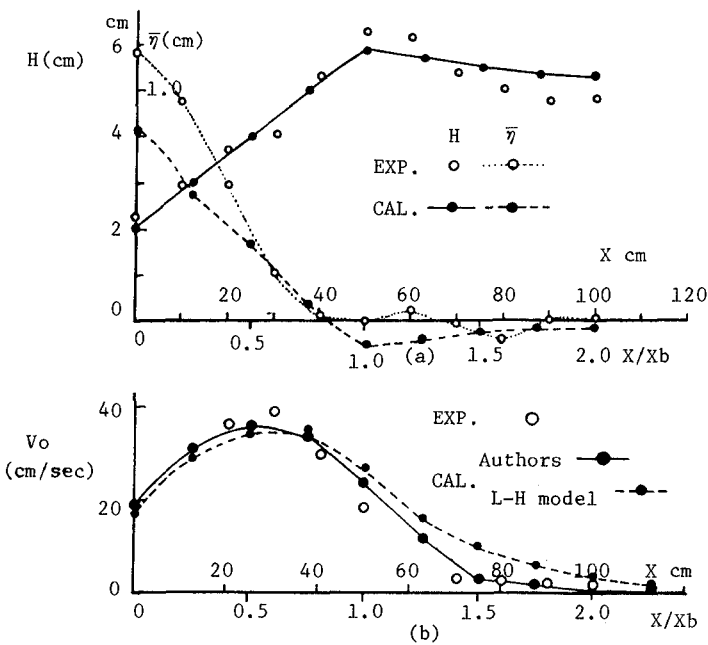 cm
6
η̅(cm)
H(cm)
1.0
4
H η̅
EXP.
CAL.
2
X cm
0 20 40 60 80 100 120
0 0.5 1.0 (a) 1.5 2.0 X/Xb
40
EXP.
Vo
(cm/sec)
Authors
CAL.
L-H model
20
20 40 60 80 100 X cm
0
0 0.5 1.0 1.5 2.0 X/Xb
(b)